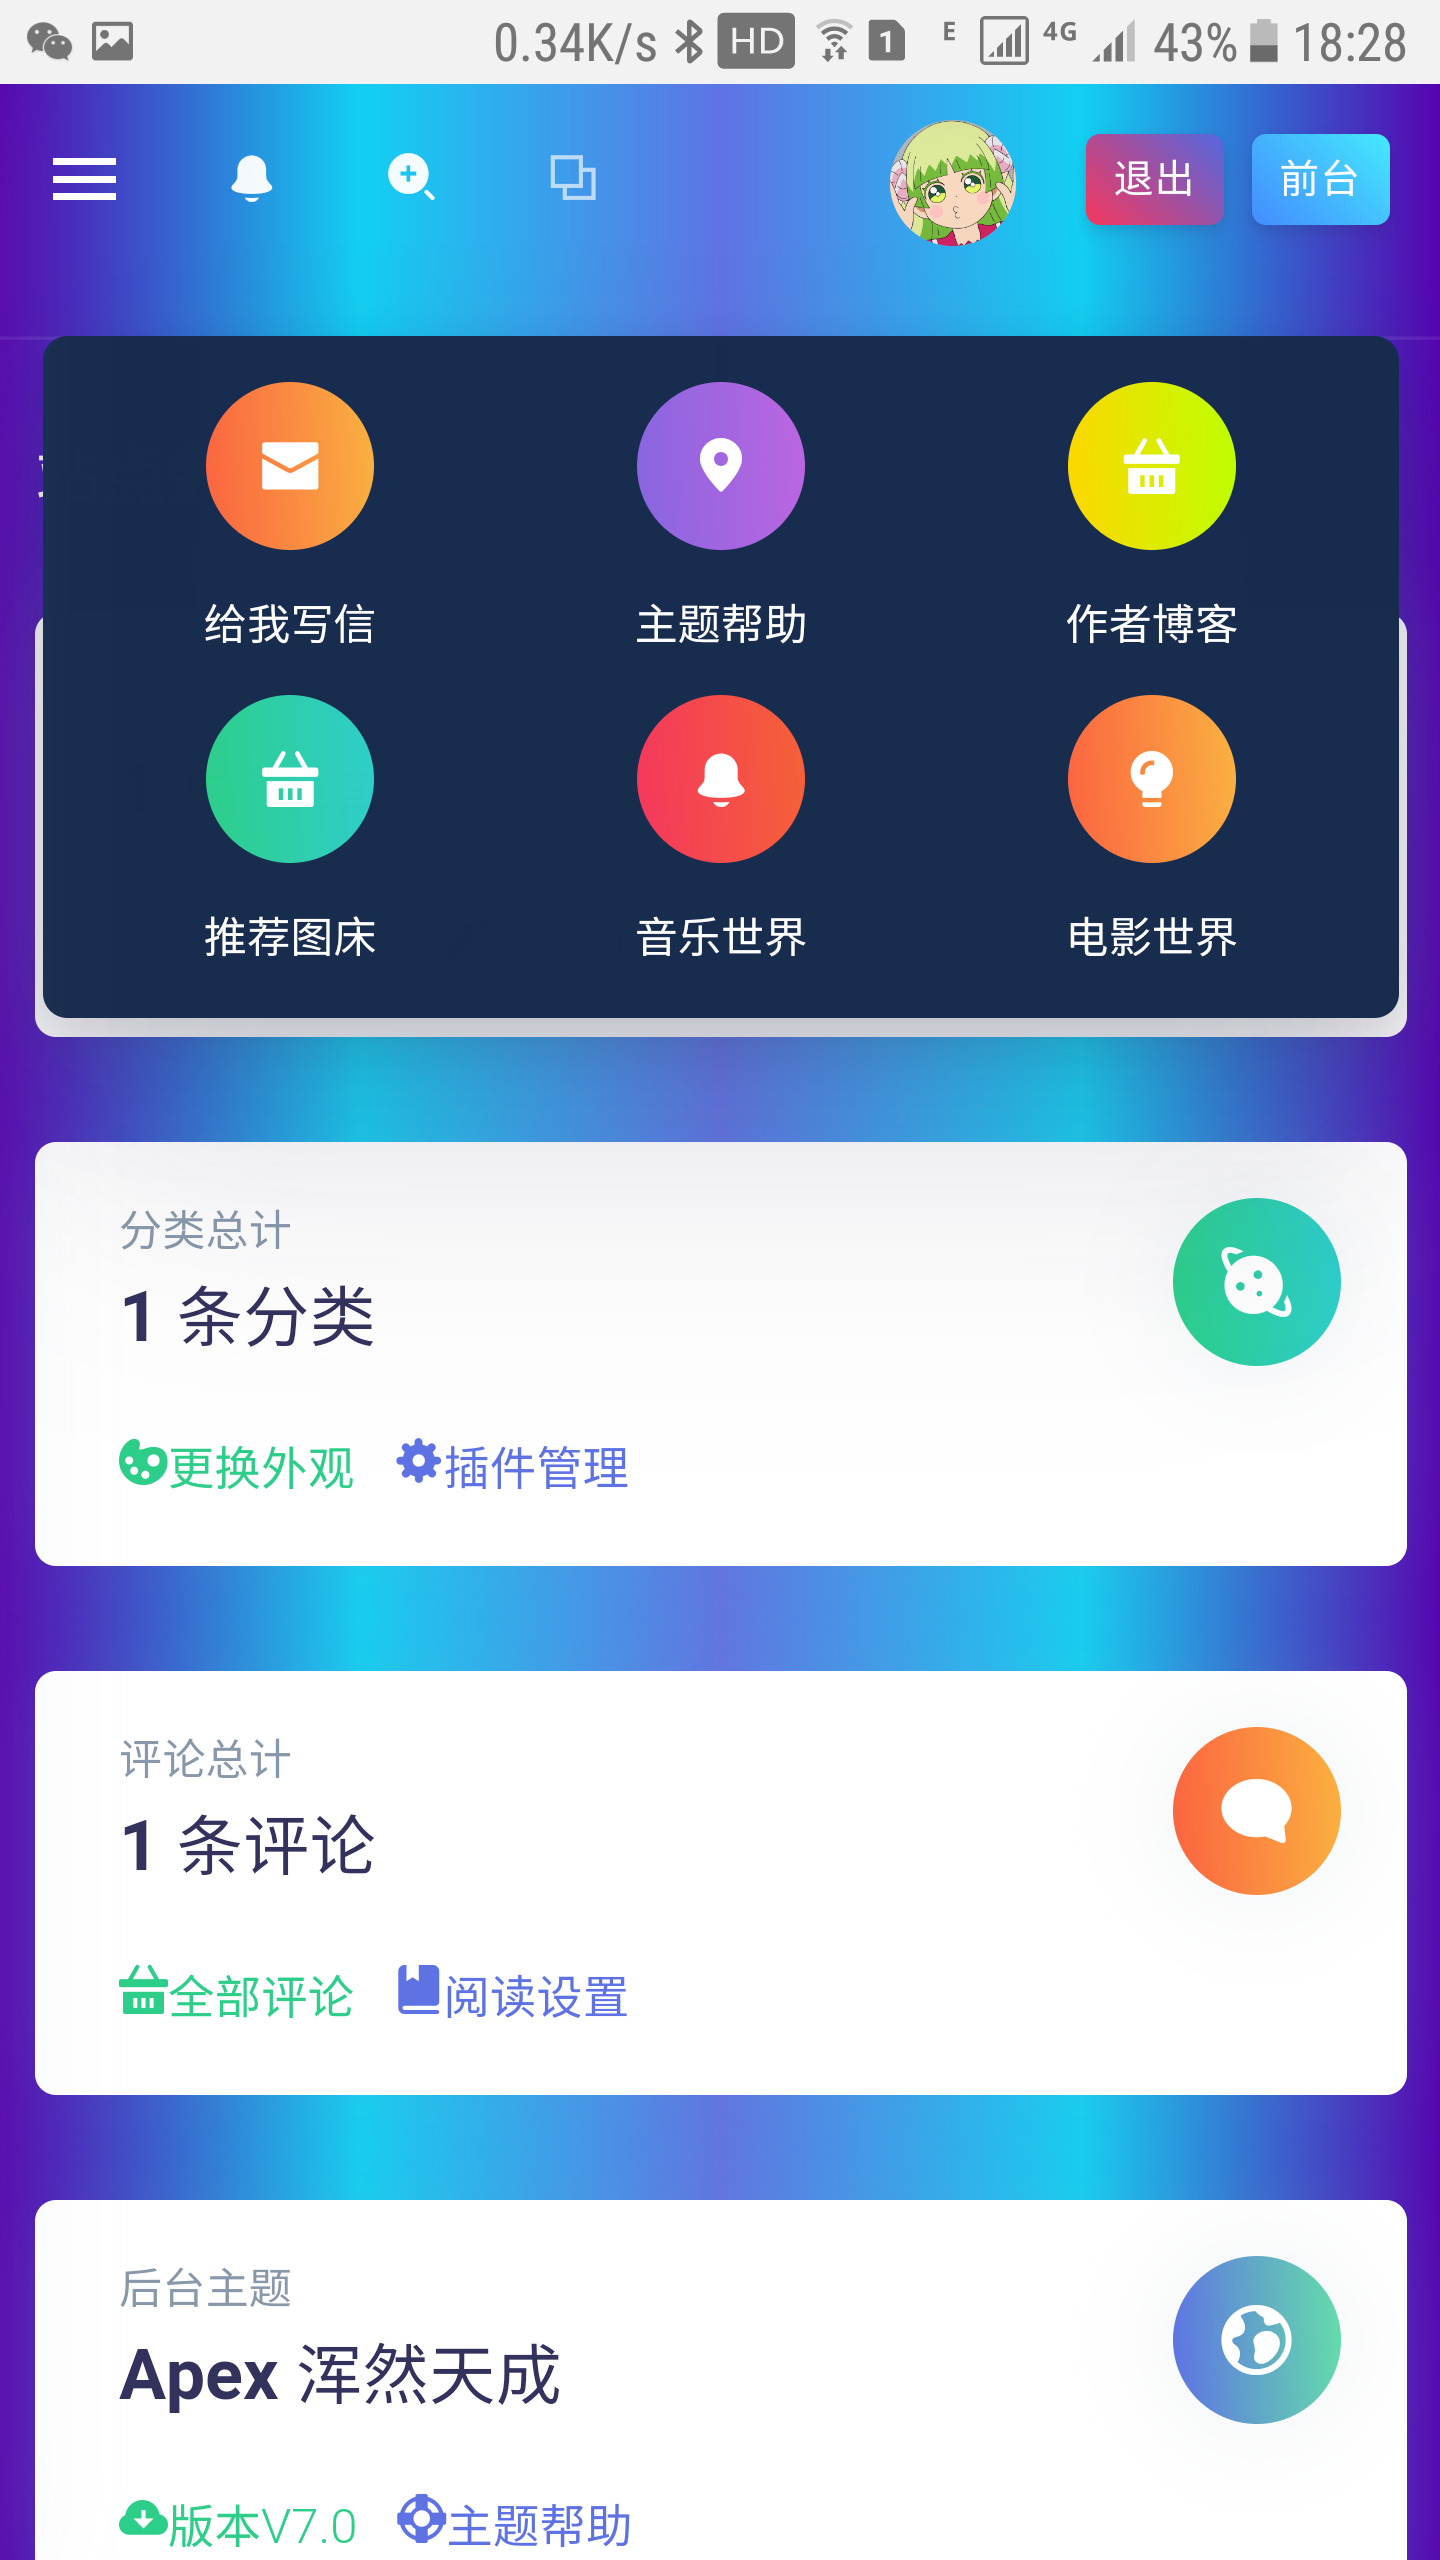 0.34K/s HD 1 E 4G 43% 18:28
退出 前台
给我写信 主题帮助 作者博客
推荐图床 音乐世界 电影世界
分类总计
1 条分类
更换外观 插件管理
评论总计
1 条评论
全部评论 阅读设置
后台主题
Apex 浑然天成
版本V7.0 主题帮助